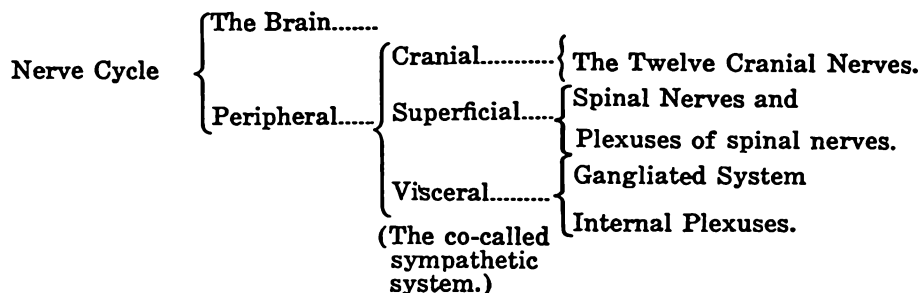 The Brain.......
Cranial........... The Twelve Cranial Nerves.
Nerve Cycle
Spinal Nerves and
Peripheral...... Superficial......
Plexuses of spinal nerves.
Gangliated System
Visceral..........
Internal Plexuses.
(The co-called
sympathetic
system.)